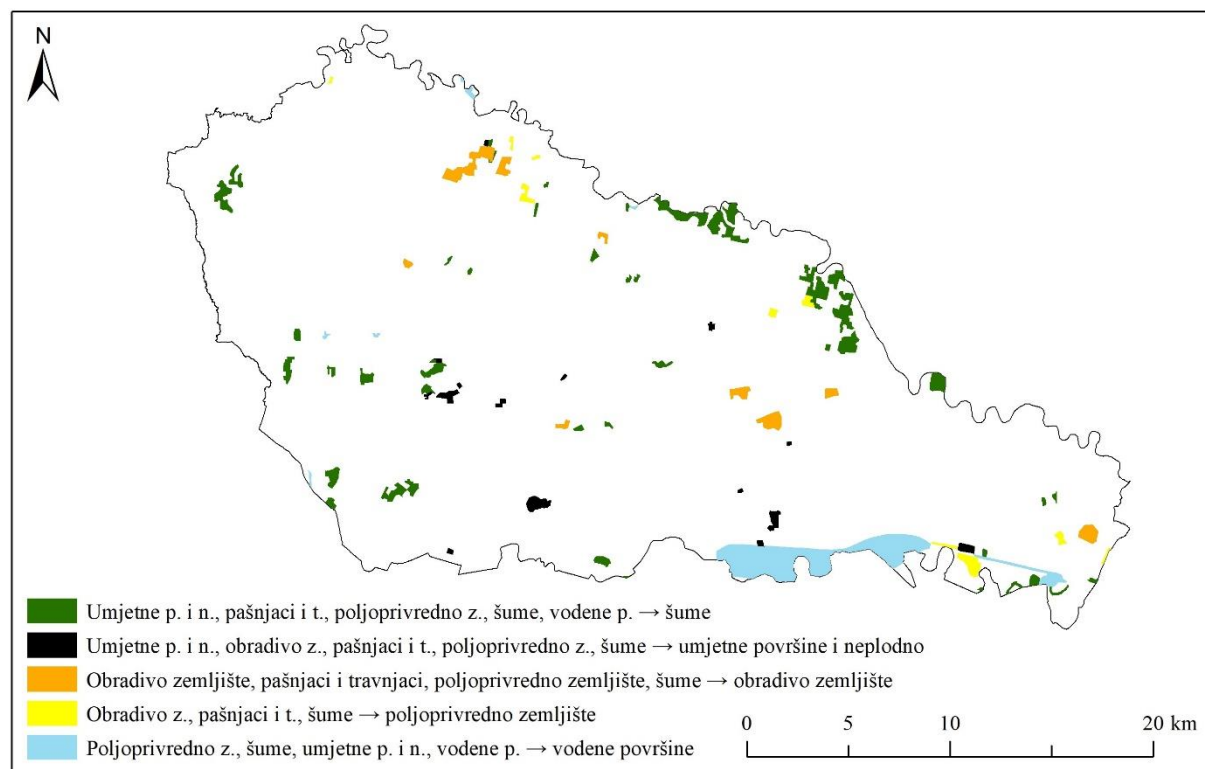 N
Umjetne p. i n., pašnjaci i t., poljoprivredno z., šume, vodene p. → šume
Umjetne p. i n., obradivo z., pašnjaci i t., poljoprivredno z., šume → umjetne površine i neplodno
Obradivo zemljište, pašnjaci i travnjaci, poljoprivredno zemljište, šume → obradivo zemljište
Obradivo z., pašnjaci i t., šume → poljoprivredno zemljište
Poljoprivredno z., šume, umjetne p. i n., vodene p. → vodene površine
0 5 10 20 km